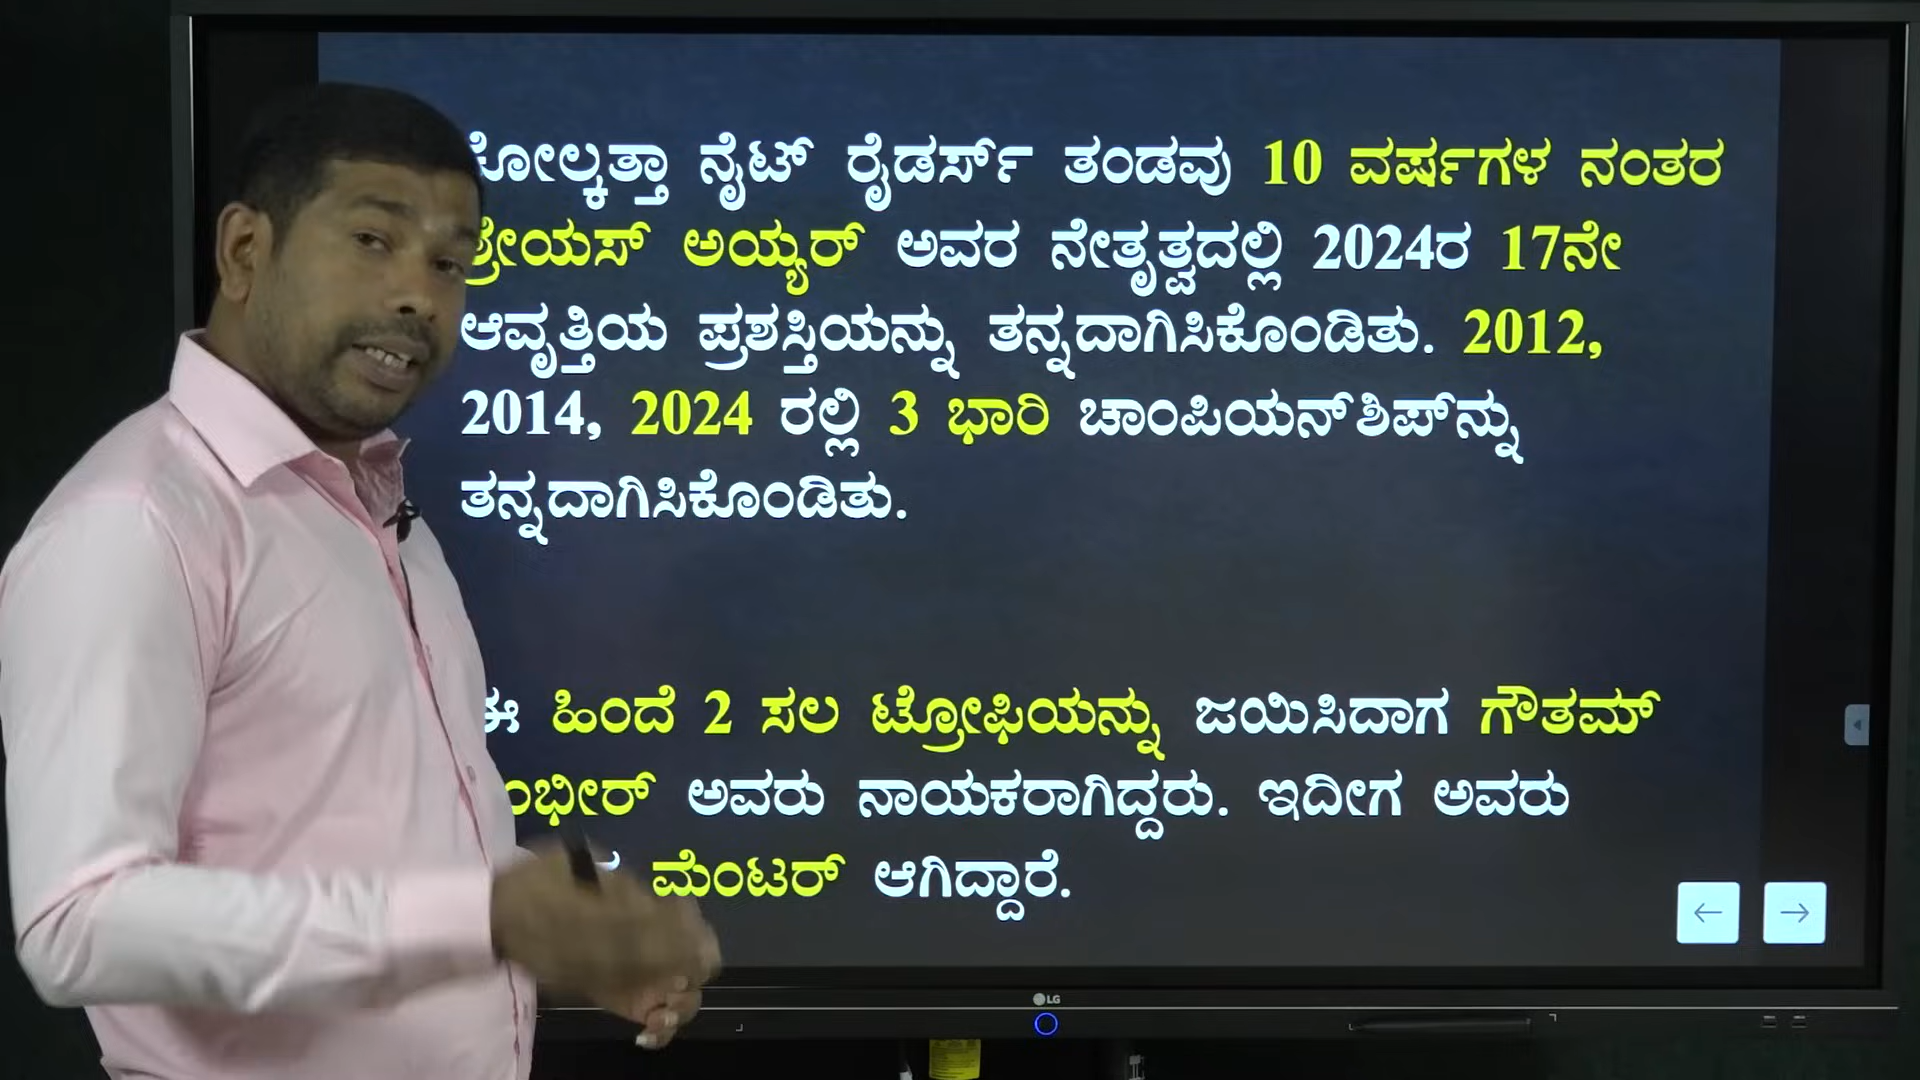 ಕೋಲ್ಕತ್ತಾ ನೈಟ್ ರೈಡರ್ಸ್ ತಂಡವು 10 ವರ್ಷಗಳ ನಂತರ
ಶ್ರೇಯಸ್ ಅಯ್ಯರ್ ಅವರ ನೇತೃತ್ವದಲ್ಲಿ 2024ರ 17ನೇ
ಆವೃತ್ತಿಯ ಪ್ರಶಸ್ತಿಯನ್ನು ತನ್ನದಾಗಿಸಿಕೊಂಡಿತು. 2012,
2014, 2024 ರಲ್ಲಿ 3 ಭಾರಿ ಚಾಂಪಿಯನ್‌ಶಿಪ್‌ನ್ನು
ತನ್ನದಾಗಿಸಿಕೊಂಡಿತು.
ಈ ಹಿಂದೆ 2 ಸಲ ಟ್ರೋಫಿಯನ್ನು ಜಯಿಸಿದಾಗ ಗೌತಮ್
ಗಂಭೀರ್ ಅವರು ನಾಯಕರಾಗಿದ್ದರು. ಇದೀಗ ಅವರು
ಮೆಂಟರ್ ಆಗಿದ್ದಾರೆ.
LG